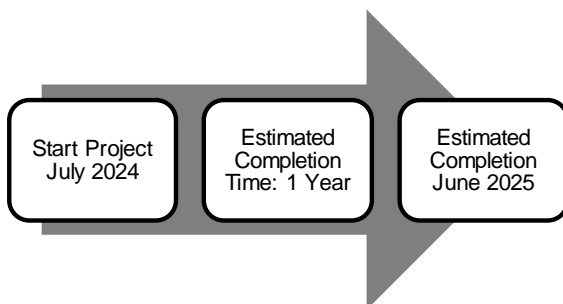 Start Project
July 2024
Estimated
Completion
Time: 1 Year
Estimated
Completion
June 2025